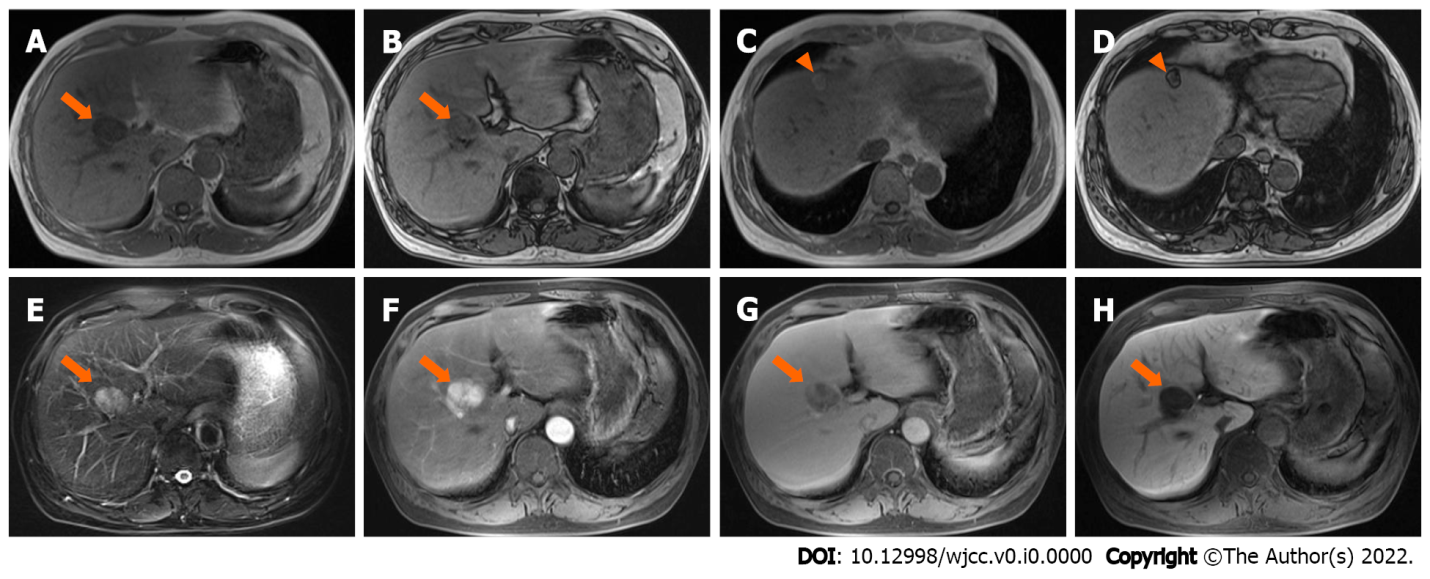 A B C D
E F G H
DOI: 10.12998/wjcc.v0.i0.0000 Copyright ©The Author(s) 2022.